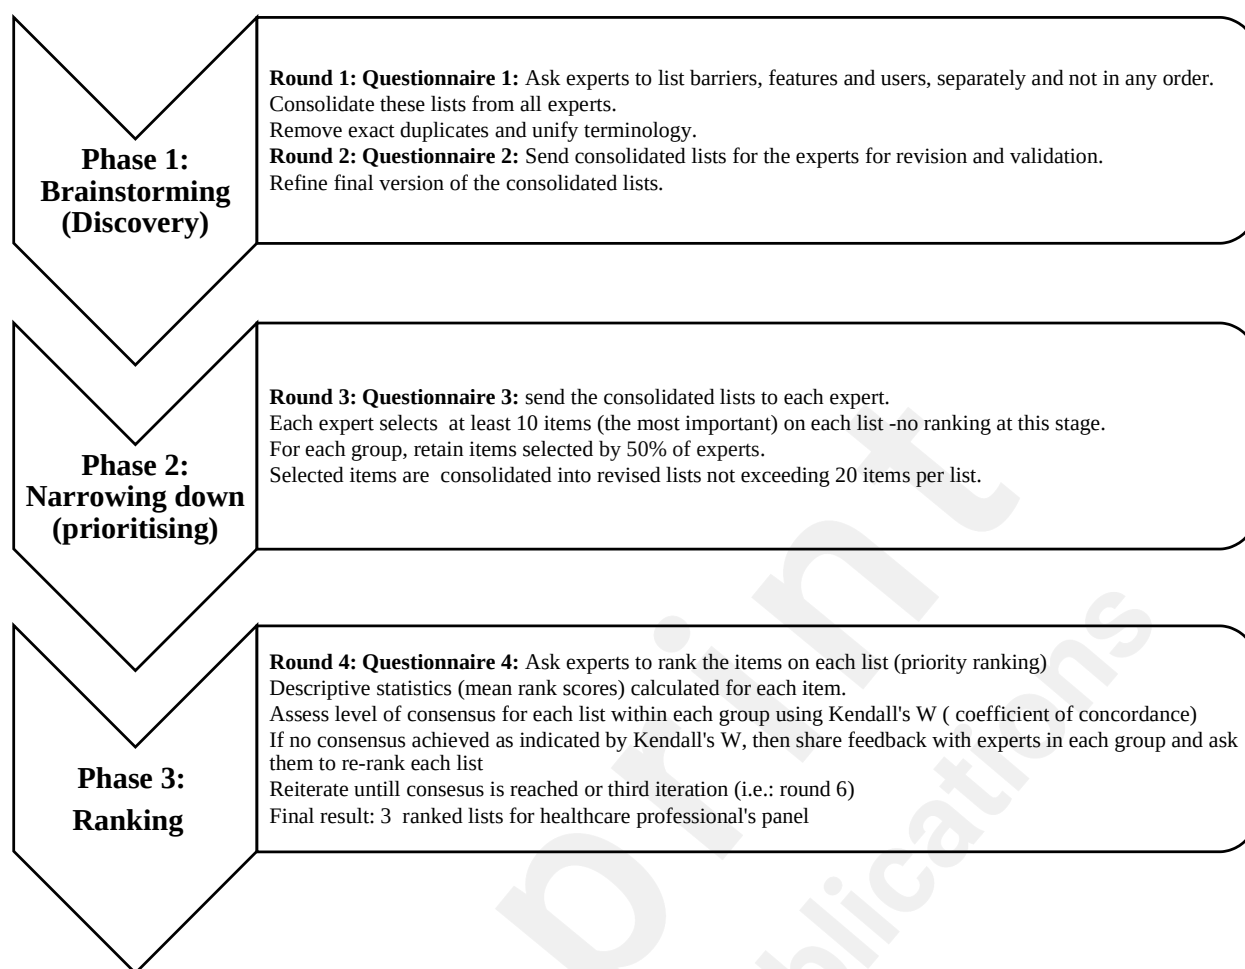 Phase 1:
Brainstorming
(Discovery)
Round 1: Questionnaire 1: Ask experts to list barriers, features and users, separately and not in any order.
Consolidate these lists from all experts.
Remove exact duplicates and unify terminology.
Round 2: Questionnaire 2: Send consolidated lists for the experts for revision and validation.
Refine final version of the consolidated lists.
Phase 2:
Narrowing down
(prioritising)
Round 3: Questionnaire 3: send the consolidated lists to each expert.
Each expert selects  at least 10 items (the most important) on each list -no ranking at this stage.
For each group, retain items selected by 50% of experts.
Selected items are  consolidated into revised lists not exceeding 20 items per list.
Phase 3:
Ranking
Round 4: Questionnaire 4: Ask experts to rank the items on each list (priority ranking)
Descriptive statistics (mean rank scores) calculated for each item.
Assess level of consensus for each list within each group using Kendall's W ( coefficient of concordance)
If no consensus achieved as indicated by Kendall's W, then share feedback with experts in each group and ask
them to re-rank each list
Reiterate untill consesus is reached or third iteration (i.e.: round 6)
Final result: 3  ranked lists for healthcare professional's panel
print
blications